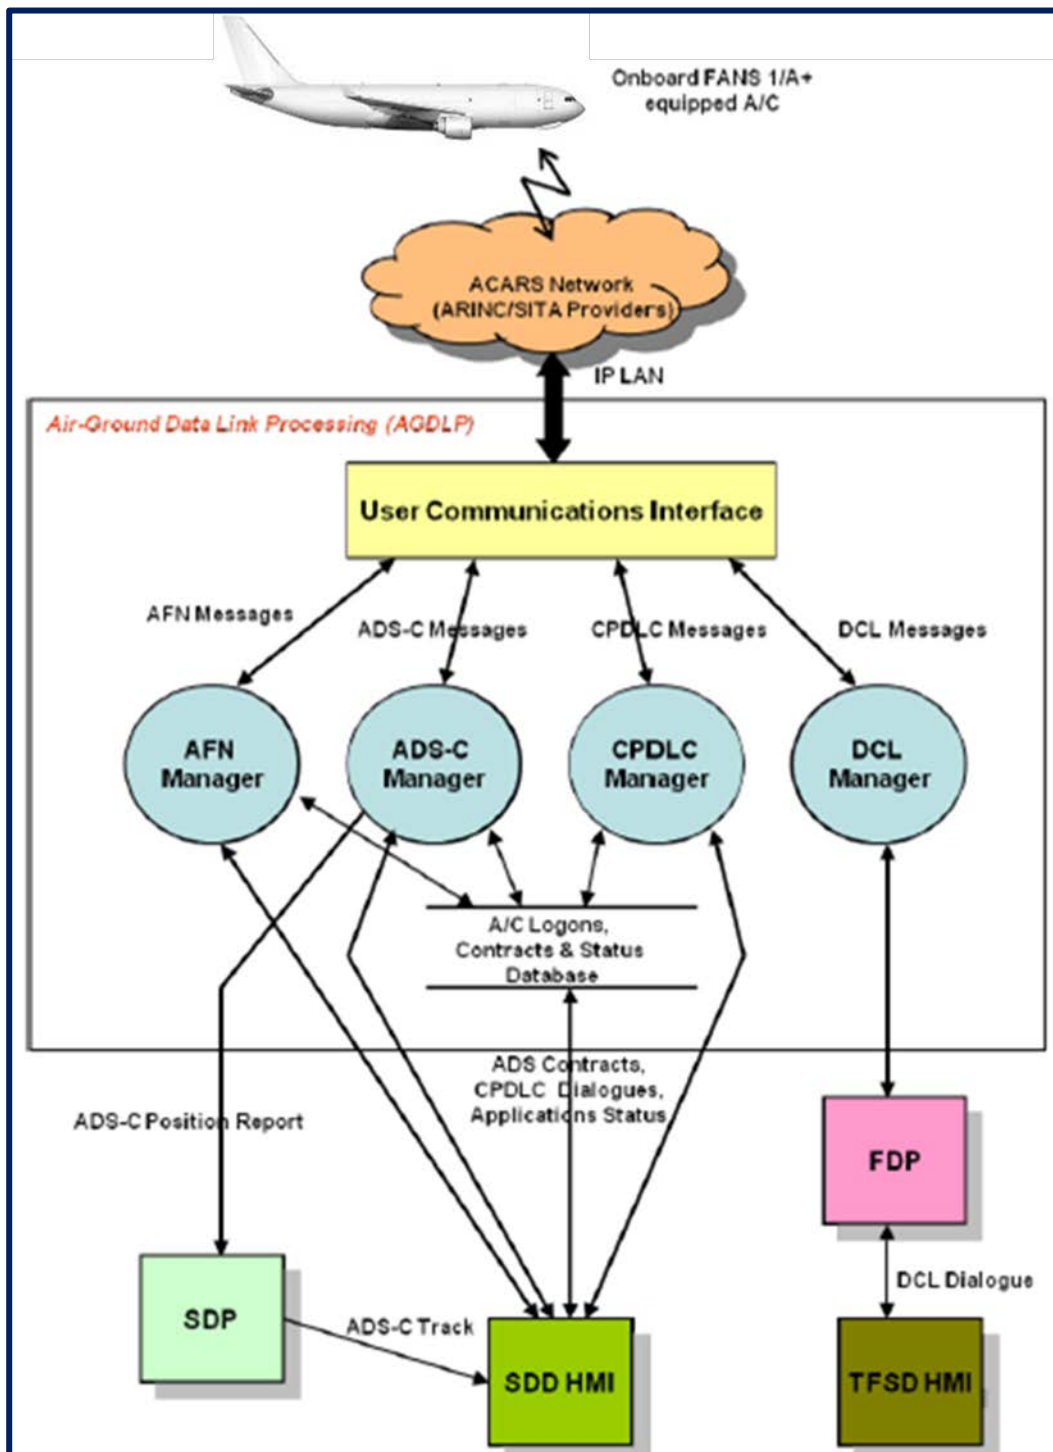 Onboard FANS 1/A+
equipped A/C
ACARS Network
(ARINC/SITA Providers)
IP LAN
Air-Ground Data Link Processing (AGDLP)
User Communications Interface
AFN Messages
ADS-C Messages
CPDLC Messages
DCL Messages
AFN
Manager
ADS-C
Manager
CPDLC
Manager
DCL
Manager
A/C Logons,
Contracts & Status
Database
ADS Contracts,
CPDLC Dialogues,
Applications Status
ADS-C Position Report
FDP
DCL Dialogue
SDP
ADS-C Track
SDD HMI
TFSD HMI